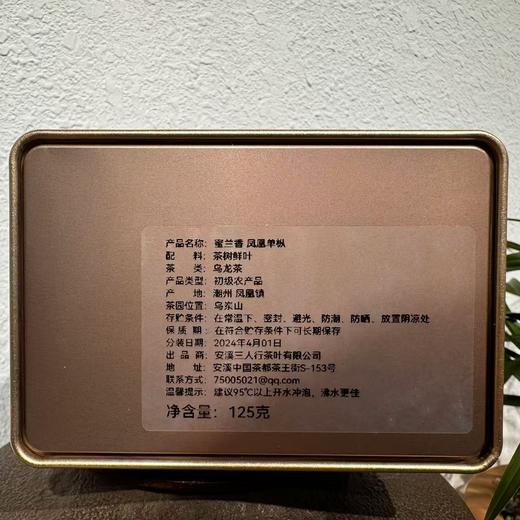 产品名称：蜜兰香 凤凰单枞
配　　料：茶树鲜叶
茶　　类：乌龙茶
产品类型：初级农产品
产　　地：潮州 凤凰镇
茶园位置：乌岽山
存贮条件：在常温下、密封、避光、防潮、防晒、放置阴凉处
保 质 期：在符合贮存条件下可长期保存
分装日期：2024年4月01日
出 品 商：安溪三人行茶叶有限公司
地　　址：安溪中国茶都茶王街S-153号
联系方式：75005021@qq.com
温馨提示：建议95℃以上开水冲泡，沸水更佳
净含量：125克